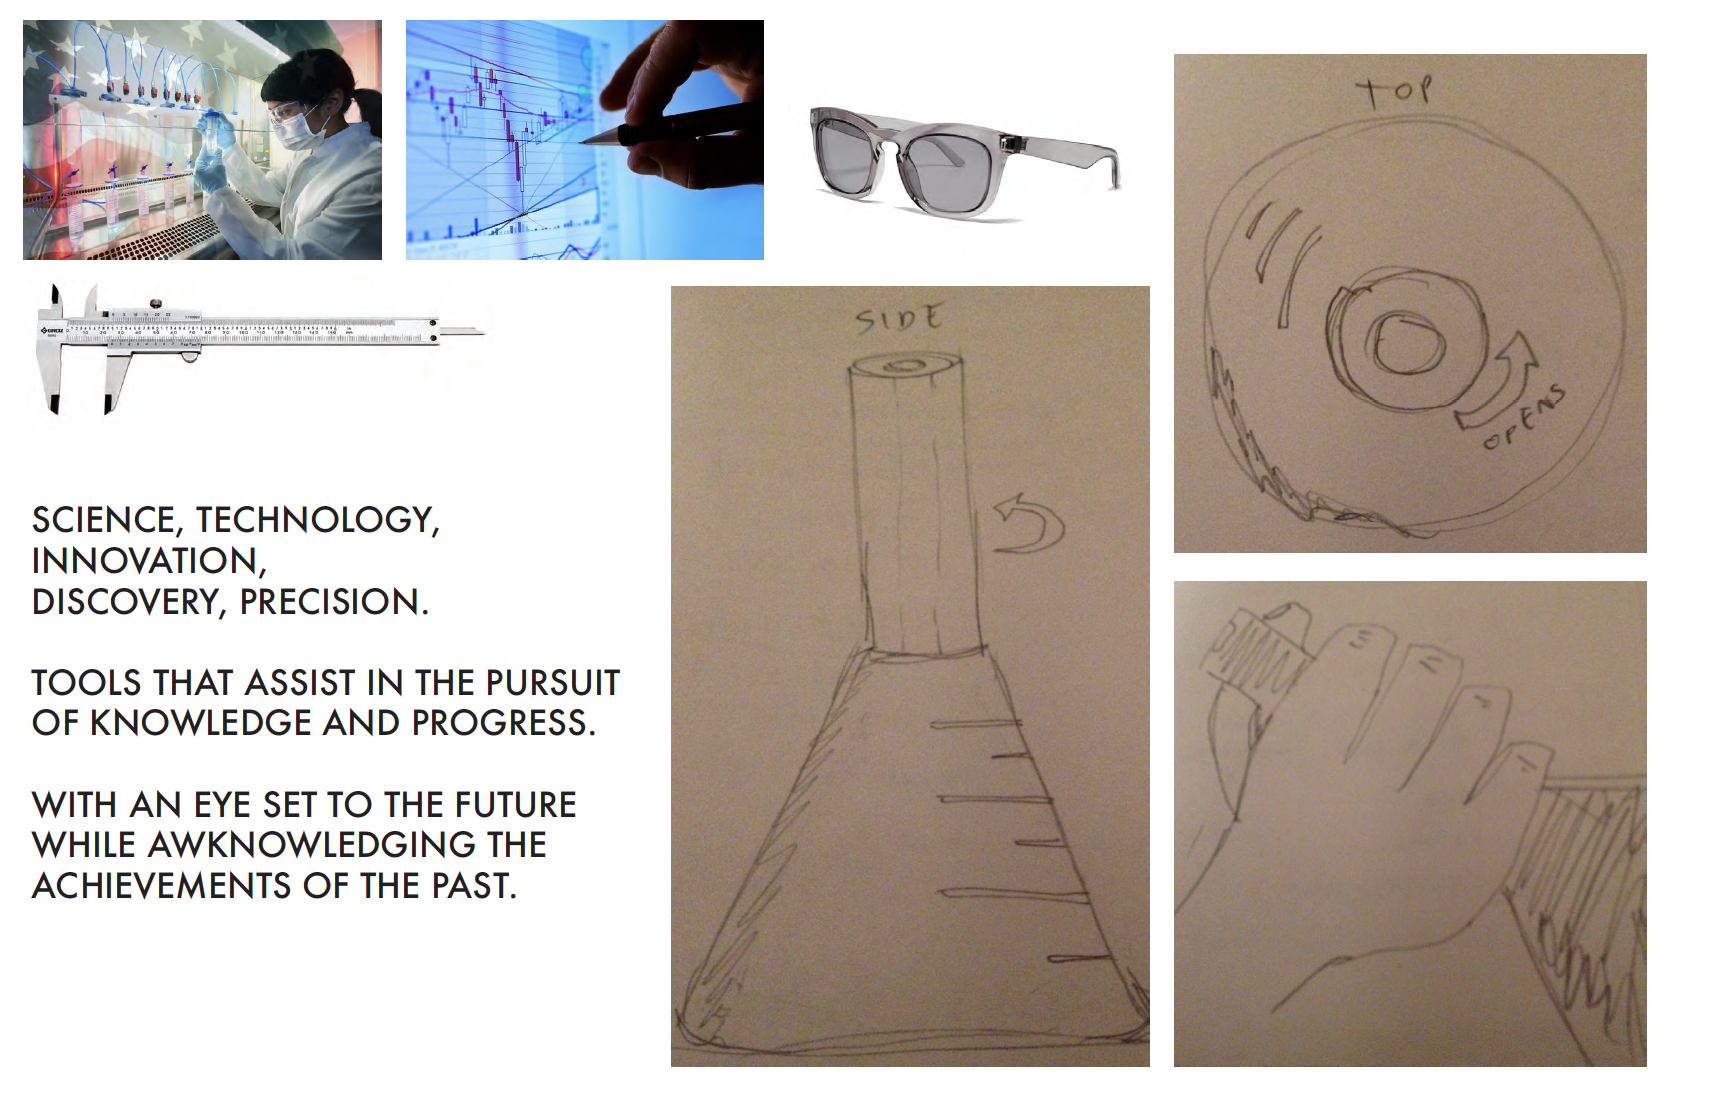 SCIENCE, TECHNOLOGY,
INNOVATION,
DISCOVERY, PRECISION.
TOOLS THAT ASSIST IN THE PURSUIT
OF KNOWLEDGE AND PROGRESS.
WITH AN EYE SET TO THE FUTURE
WHILE AWKNOWLEDGING THE
ACHIEVEMENTS OF THE PAST.
SIDE
TOP
OPENS